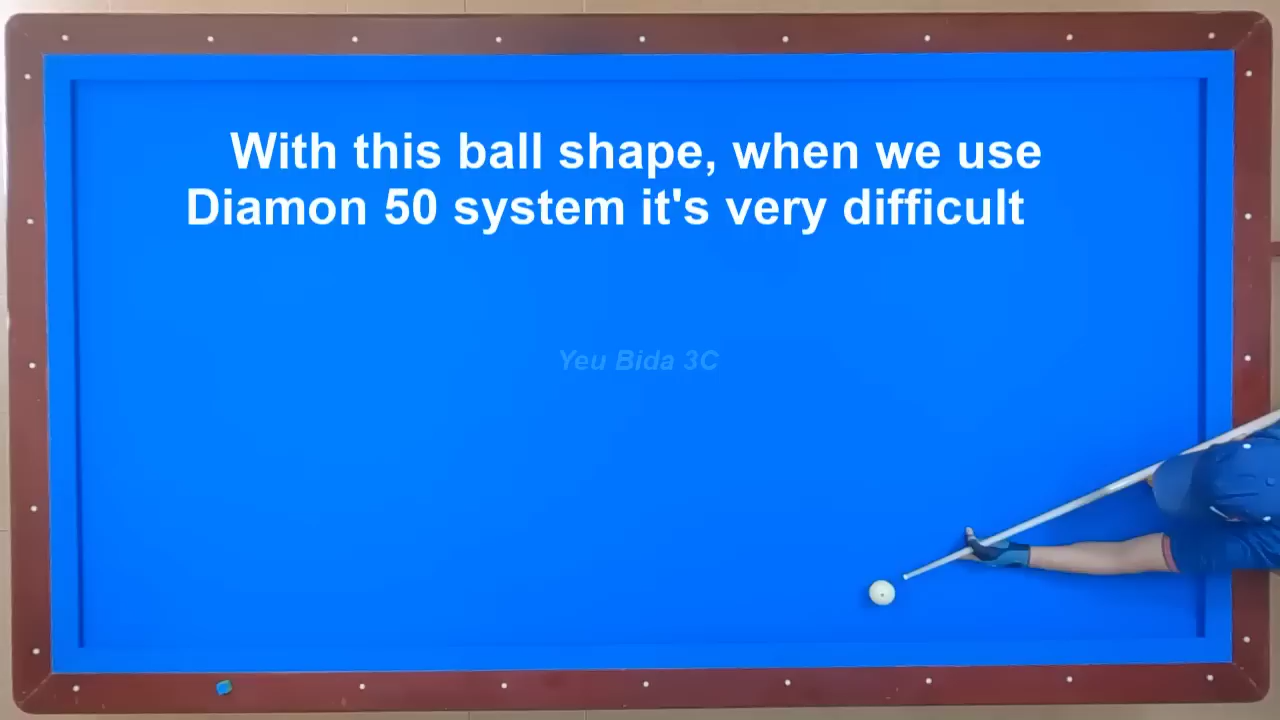 With this ball shape, when we use
Diamon 50 system it's very difficult
Yeu Bida 3C